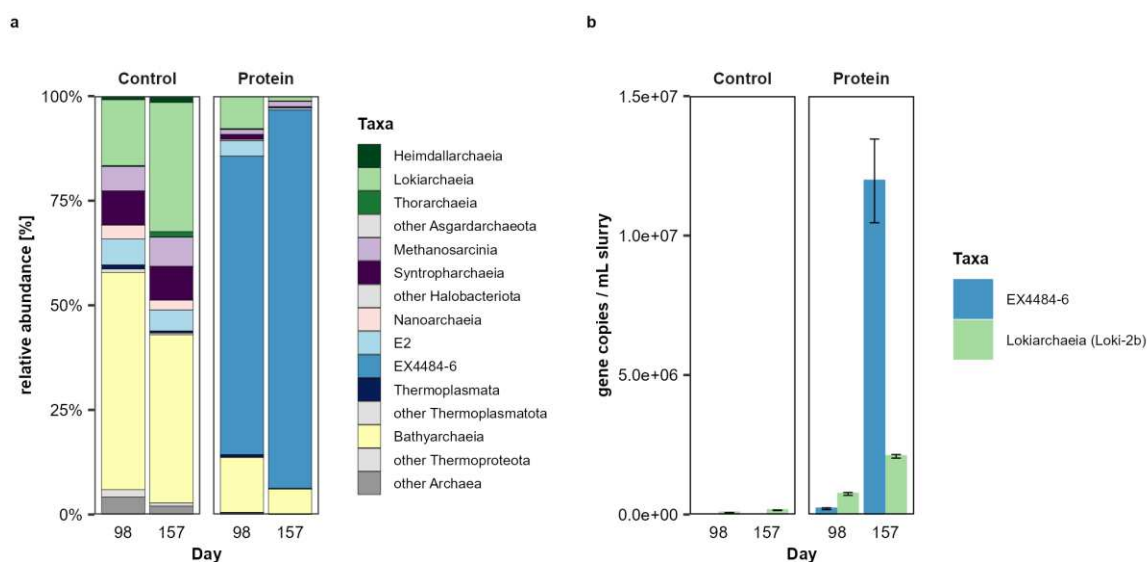 a
Control Protein
100%
75%
50%
25%
0%
relative abundance [%]
98 157 98 157
Day
Taxa
Heimdallarchaeia
Lokiarchaeia
Thorarchaeia
other Asgardarchaeota
Methanosarcinia
Syntropharchaeia
other Halobacteriota
Nanoarchaeia
E2
EX4484-6
Thermoplasmata
other Thermoplasmatota
Bathyarchaeia
other Thermoproteota
other Archaea
b
Control Protein
1.5e+07
1.0e+07
5.0e+06
0.0e+00
gene copies / mL slurry
98 157 98 157
Day
Taxa
EX4484-6
Lokiarchaeia (Loki-2b)